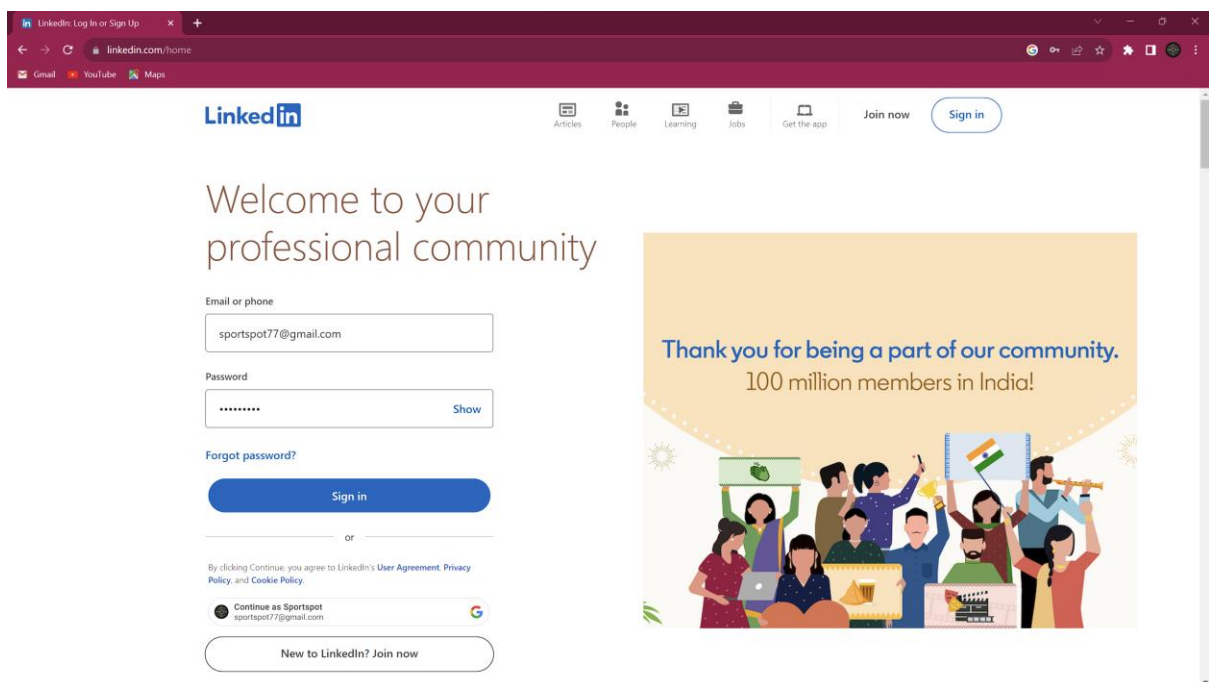 LinkedIn: Log In or Sign Up
linkedin.com/home
Gmail YouTube Maps
Linked in
Articles People Learning Jobs Get the app Join now Sign in
Welcome to your
professional community
Email or phone
sportspot77@gmail.com
Password
•••••••••
Show
Forgot password?
Sign in
or
By clicking Continue, you agree to LinkedIn's User Agreement, Privacy
Policy, and Cookie Policy.
Continue as Sportspot
sportspot77@gmail.com
New to LinkedIn? Join now
Thank you for being a part of our community.
100 million members in India!